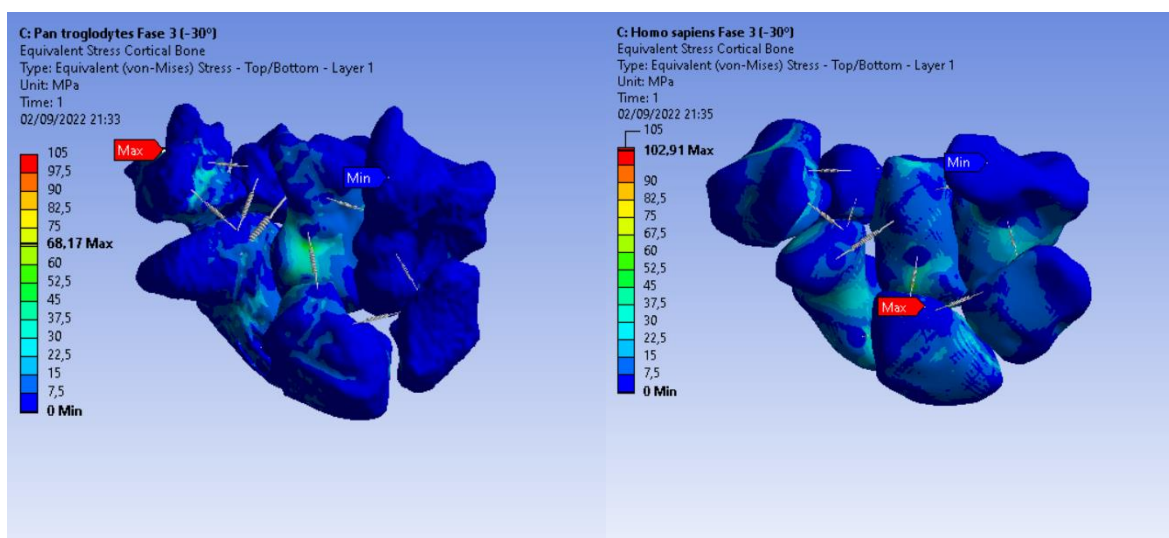 C: Pan troglodytes Fase 3 (-30º)
Equivalent Stress Cortical Bone
Type: Equivalent (von-Mises) Stress - Top/Bottom - Layer 1
Unit: MPa
Time: 1
02/09/2022 21:33
Max
Min
105
97,5
90
82,5
75
68,17 Max
60
52,5
45
37,5
30
22,5
15
7,5
0 Min
C: Homo sapiens Fase 3 (-30º)
Equivalent Stress Cortical Bone
Type: Equivalent (von-Mises) Stress - Top/Bottom - Layer 1
Unit: MPa
Time: 1
02/09/2022 21:35
105
102,91 Max
Min
90
82,5
75
67,5
60
52,5
45
37,5
Max
30
22,5
15
7,5
0 Min